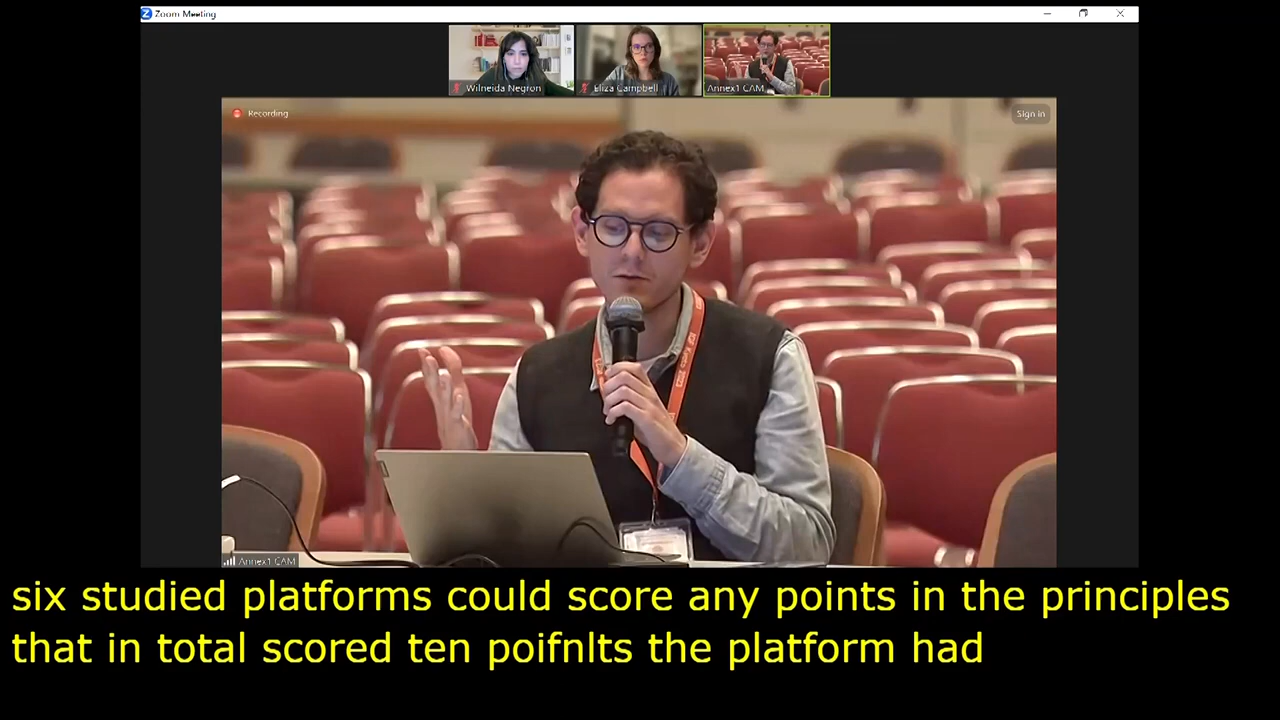 Zoom Meeting
Wilneida Negron
Eliza Campbell
Annex1 CAM
Recording
Sign in
Annex1 CAM
six studied platforms could score any points in the principles
that in total scored ten poifnlts the platform had